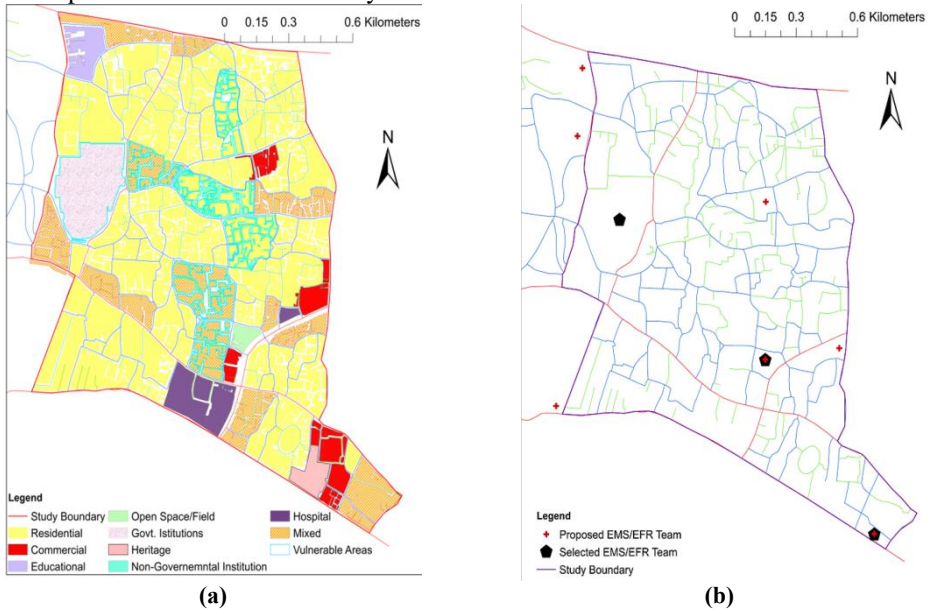 0 0.15 0.3 0.6 Kilometers
N
Legend
Study Boundary
Residential
Commercial
Educational
Open Space/Field
Govt. Istitutions
Heritage
Non-Governemntal Institution
Hospital
Mixed
Vulnerable Areas
(a)
0 0.15 0.3 0.6 Kilometers
N
Legend
Proposed EMS/EFR Team
Selected EMS/EFR Team
Study Boundary
(b)